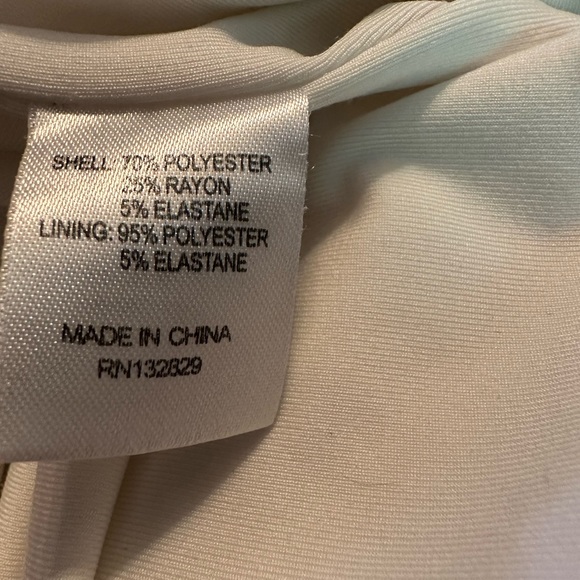 SHELL: 70% POLYESTER
25% RAYON
5% ELASTANE
LINING: 95% POLYESTER
5% ELASTANE
MADE IN CHINA
RN132829